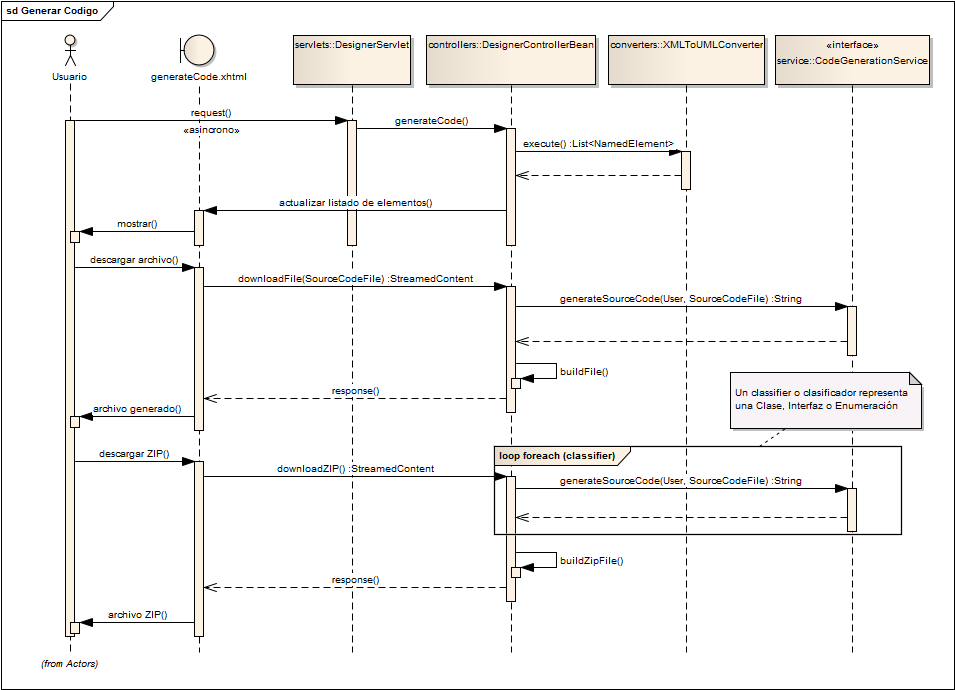 sd Generar Codigo
Usuario
generateCode.xhtml
servlets::DesignerServlet
controllers::DesignerControllerBean
converters::XMLToUMLConverter
«interface»
service::CodeGenerationService
request()
«asincrono»
generateCode()
execute() :List<NamedElement>
actualizar listado de elementos()
mostrar()
descargar archivo()
downloadFile(SourceCodeFile) :StreamedContent
generateSourceCode(User, SourceCodeFile) :String
buildFile()
response()
archivo generado()
Un classifier o clasificador representa
una Clase, Interfaz o Enumeración
descargar ZIP()
loop foreach (classifier)
downloadZIP() :StreamedContent
generateSourceCode(User, SourceCodeFile) :String
buildZipFile()
response()
archivo ZIP()
(from Actors)